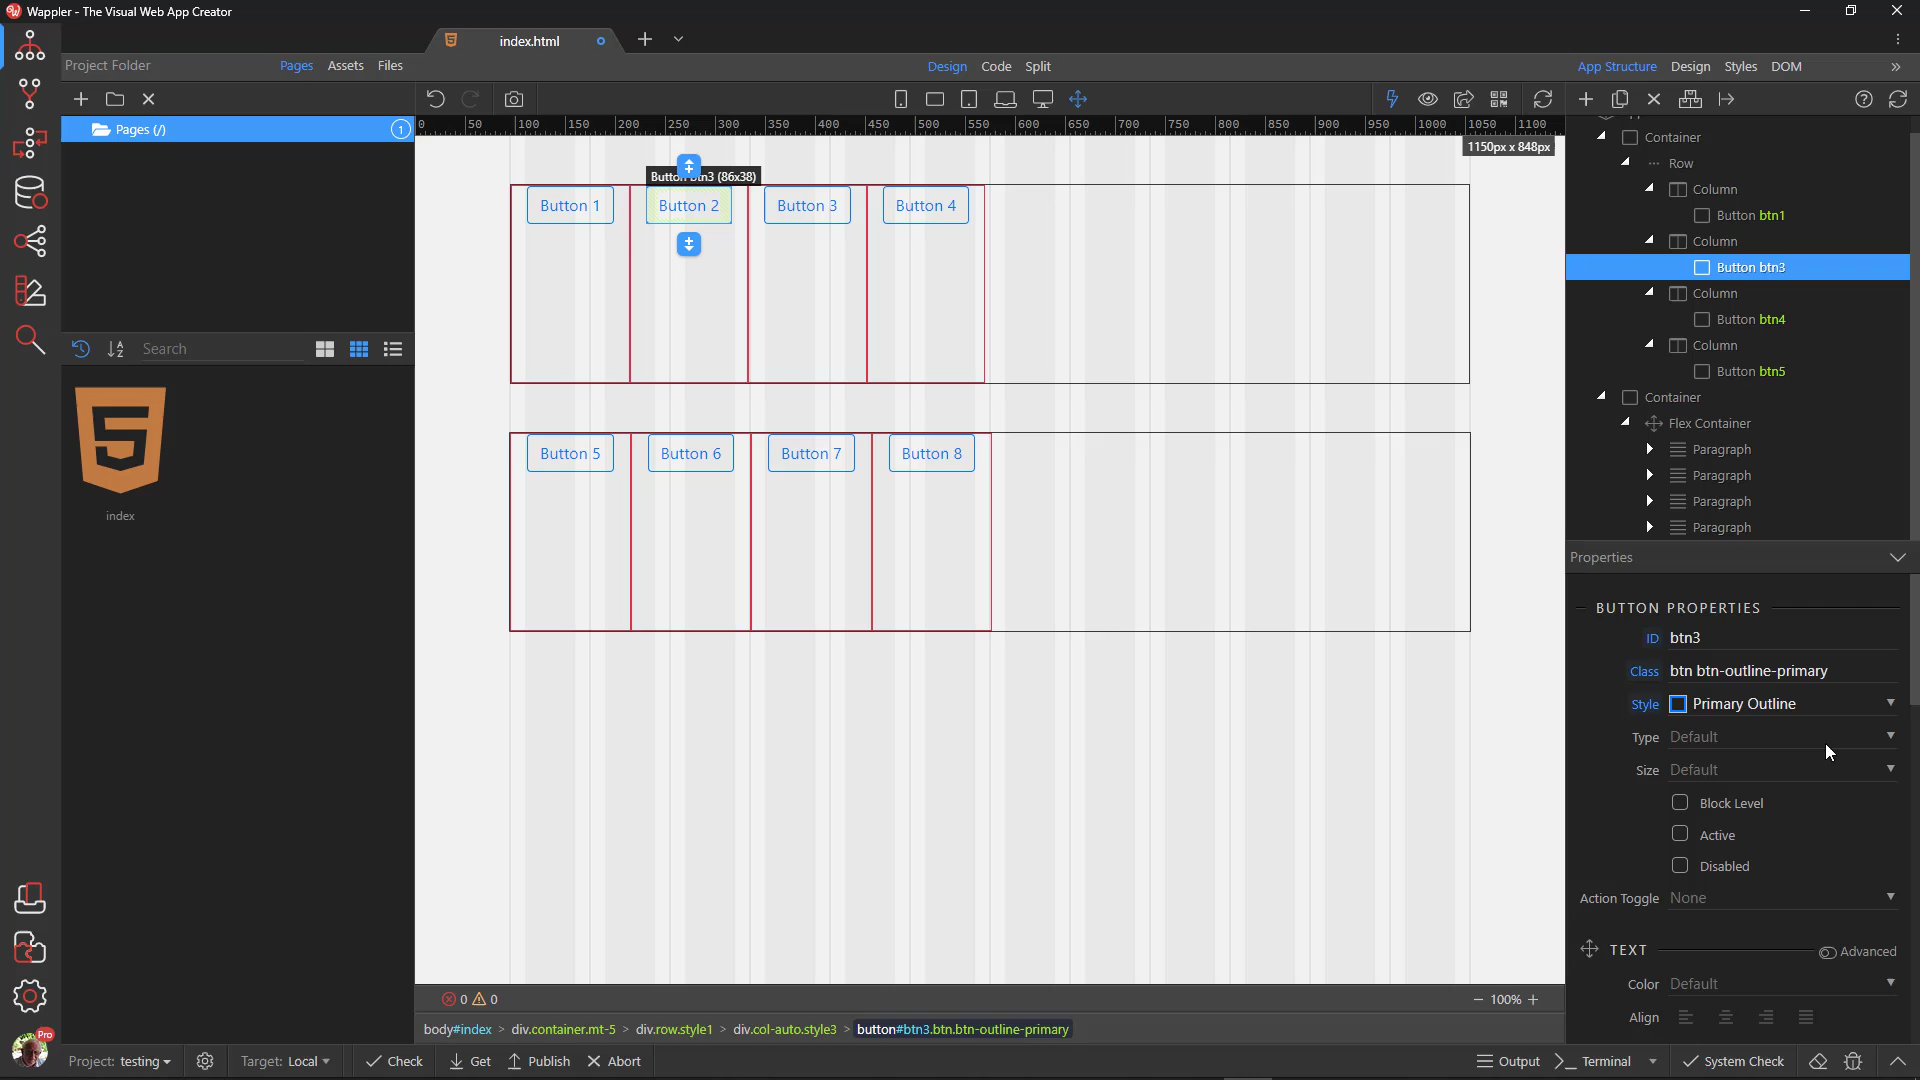 Wappler - The Visual Web App Creator
index.html
Project Folder
Pages Assets Files
Design Code Split
App Structure Design Styles DOM
Pages (/)
1
0 50 100 150 200 250 300 350 400 450 500 550 600 650 700 750 800 850 900 950 1000 1050 1100
1150px x 848px
(86x38)
Button 1
Button 2
Button 3
Button 4
Button 5
Button 6
Button 7
Button 8
Search
index
Container
Row
Column
Button btn1
Column
Button btn3
Column
Button btn4
Column
Button btn5
Container
Flex Container
Paragraph
Paragraph
Paragraph
Paragraph
Properties
BUTTON PROPERTIES
ID btn3
Class btn btn-outline-primary
Style Primary Outline
Type Default
Size Default
Block Level
Active
Disabled
Action Toggle None
TEXT
Advanced
Color Default
Align
0 0
100%
body#index > div.container.mt-5 > div.row.style1 > div.col-auto.style3 > button#btn3.btn.btn-outline-primary
Pro
Project: testing
Target: Local
Check
Get
Publish
Abort
Output
Terminal
System Check